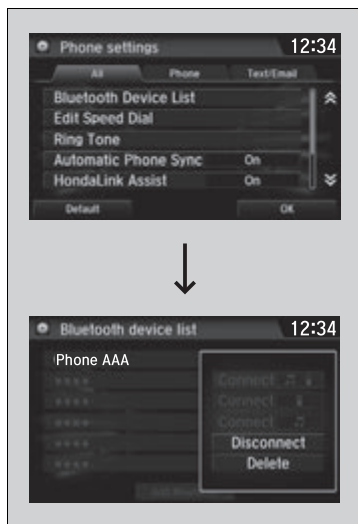 Phone settings 12:34
All Phone Text/Email
Bluetooth Device List
Edit Speed Dial
Ring Tone
Automatic Phone Sync On
HondaLink Assist On
Default OK
Bluetooth device list 12:34
Phone AAA
Connect
Connect
Connect
Disconnect
Delete